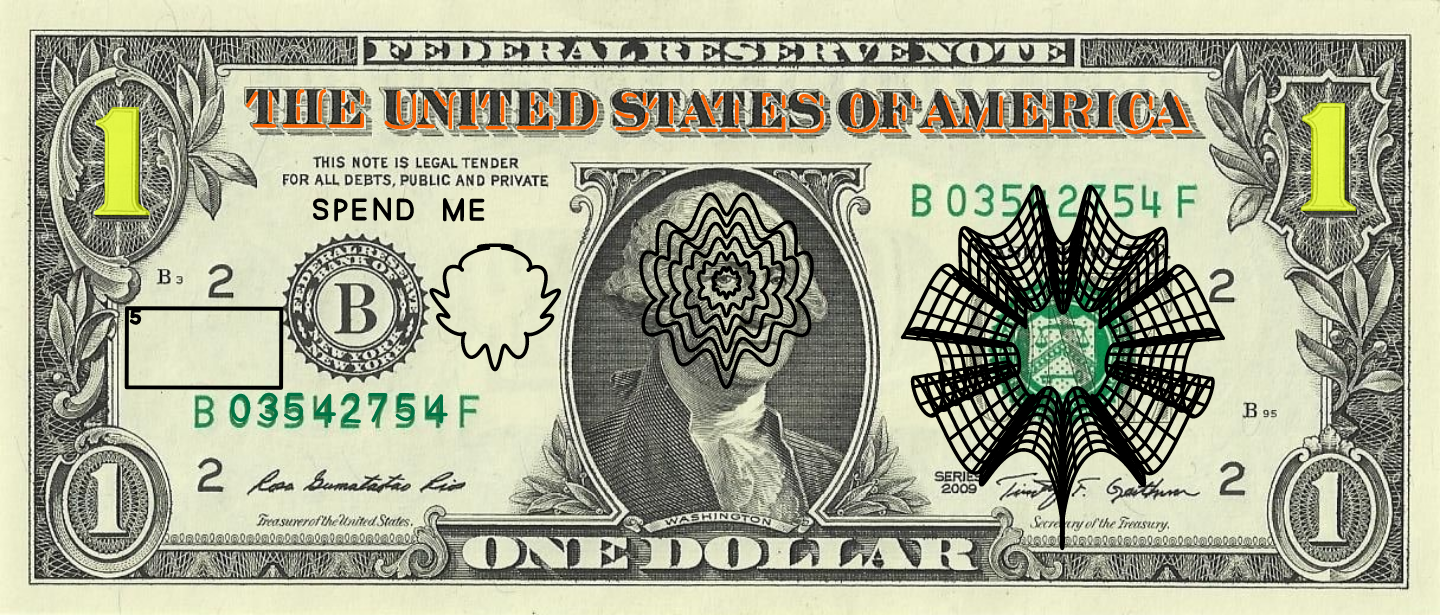 FEDERAL RESERVE NOTE
THE UNITED STATES OF AMERICA
1
1
THIS NOTE IS LEGAL TENDER
FOR ALL DEBTS, PUBLIC AND PRIVATE
SPEND ME
B 03542754 F
B 3
2
FEDERAL RESERVE
BANK OF
B
NEW YORK
NEW YORK
2
5
B 03542754 F
B 95
2
Rosa Gumataotao Rios
SERIES
2009
Timothy F. Geithner
2
Treasurer of the United States.
WASHINGTON
Secretary of the Treasury.
1
ONE DOLLAR
1